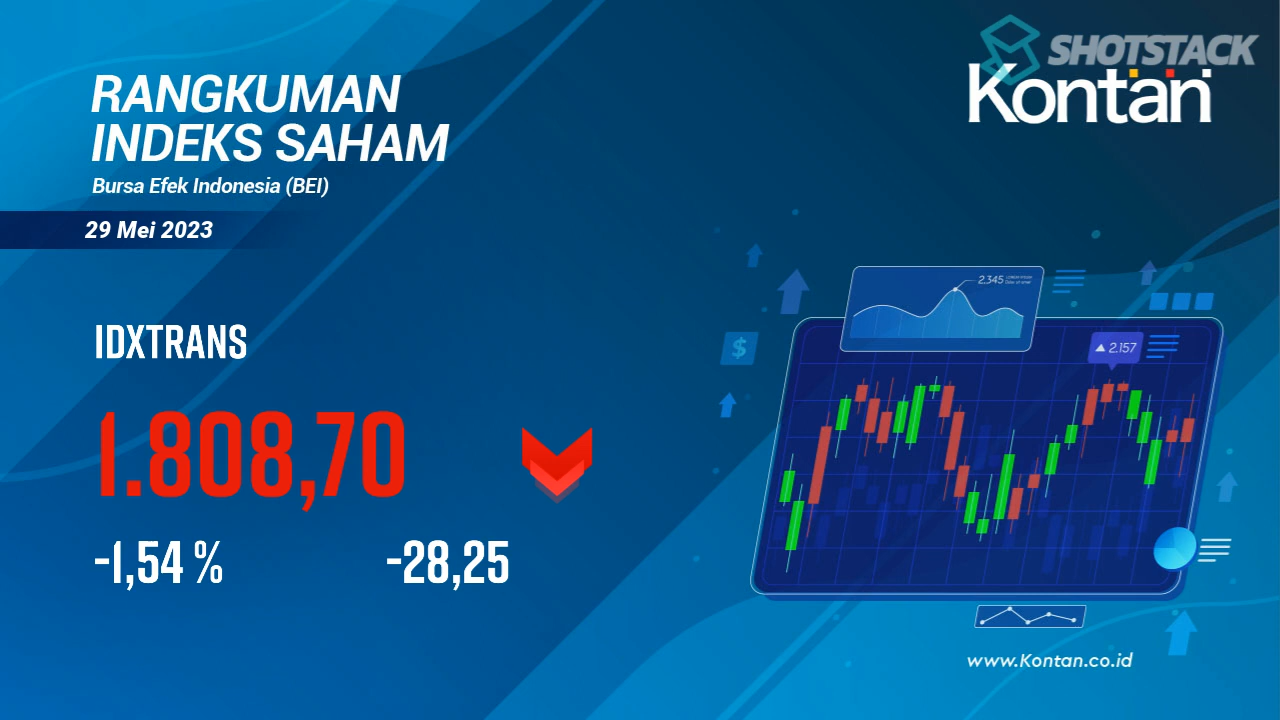 SHOTSTACK
Kontan
RANGKUMAN
INDEKS SAHAM
Bursa Efek Indonesia (BEI)
29 Mei 2023
IDXTRANS
1.808,70
-1,54 %
-28,25
2.345
$
2.157
www.Kontan.co.id